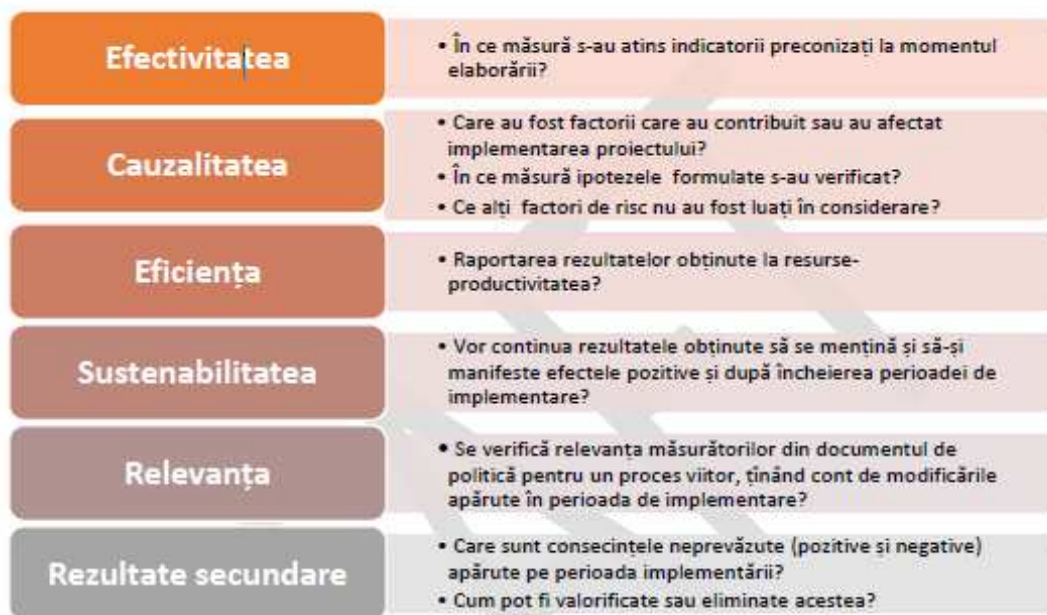 Efectivitatea
• În ce măsură s-au atins indicatorii preconizați la momentul
elaborării?
Cauzalitatea
• Care au fost factorii care au contribuit sau au afectat
implementarea proiectului?
• În ce măsură ipotezele formulate s-au verificat?
• Ce alți factori de risc nu au fost luați în considerare?
Eficiența
• Raportarea rezultatelor obținute la resurse-
productivitatea?
Sustenabilitatea
• Vor continua rezultatele obținute să se mențină și să-și
manifeste efectele pozitive și după încheierea perioadei de
implementare?
Relevanța
• Se verifică relevanța măsurătorilor din documentul de
politică pentru un proces viitor, ținând cont de modificările
apărute în perioada de implementare?
Rezultate secundare
• Care sunt consecințele neprevăzute (pozitive și negative)
apărute pe perioada implementării?
• Cum pot fi valorificate sau eliminate acestea?